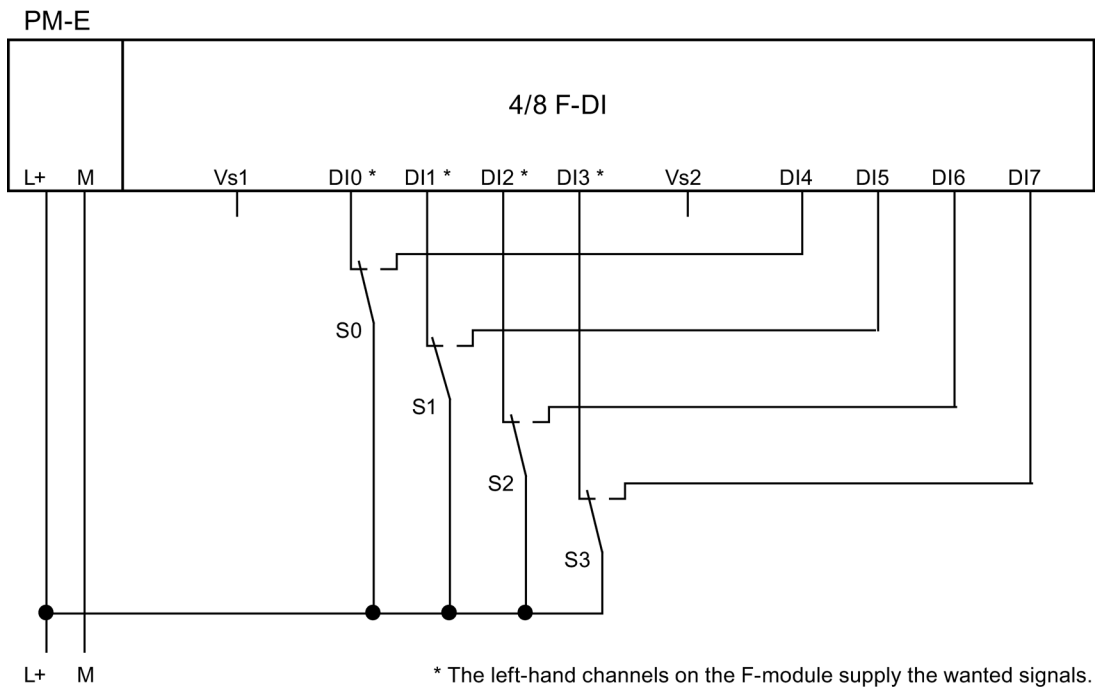 PM-E
4/8 F-DI
L+ M Vs1 DI0 * DI1 * DI2 * DI3 * Vs2 DI4 DI5 DI6 DI7
S0
S1
S2
S3
L+ M * The left-hand channels on the F-module supply the wanted signals.